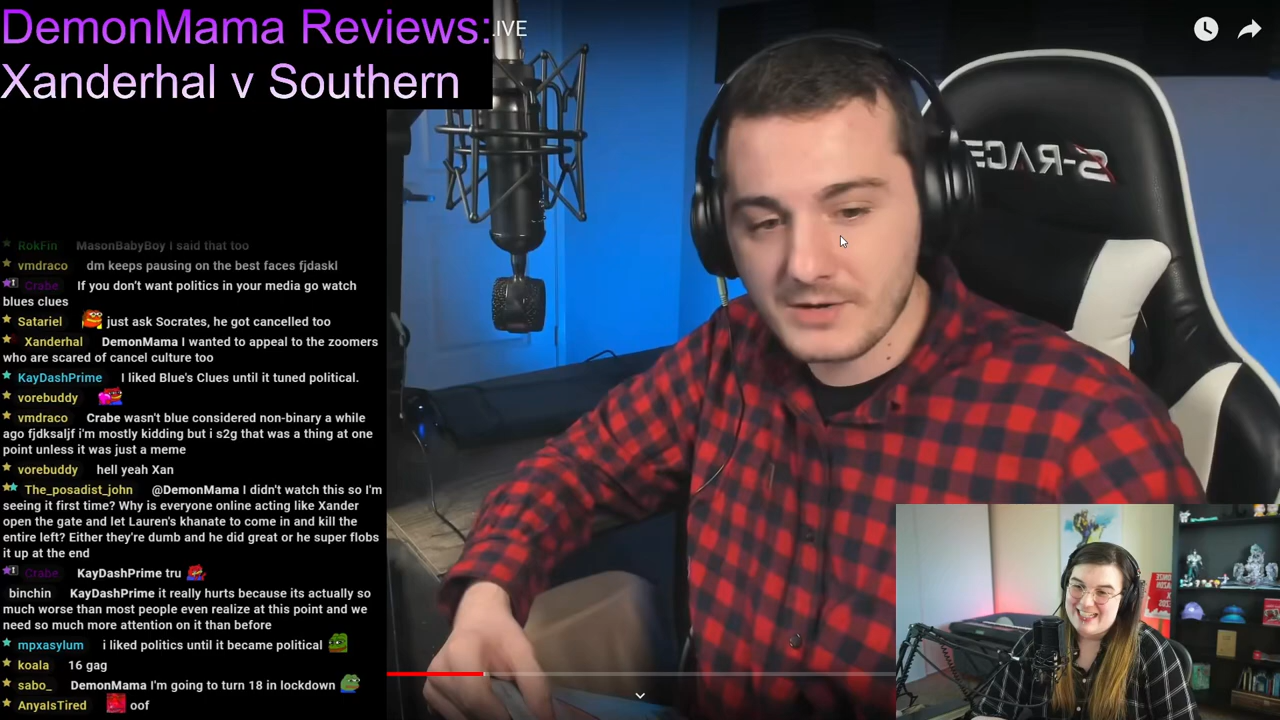 DemonMama Reviews:
Xanderhal v Southern
LIVE
S-RACE
RokFin MasonBabyBoy I said that too
vmdraco dm keeps pausing on the best faces fjdaskl
Crabe If you don't want politics in your media go watch
blues clues
Satariel just ask Socrates, he got cancelled too
Xanderhal DemonMama I wanted to appeal to the zoomers
who are scared of cancel culture too
KayDashPrime I liked Blue's Clues until it tuned political.
vorebuddy
vmdraco Crabe wasn't blue considered non-binary a while
ago fjdksaljf i'm mostly kidding but i s2g that was a thing at one
point unless it was just a meme
vorebuddy hell yeah Xan
The_posadist_john @DemonMama I didn't watch this so I'm
seeing it first time? Why is everyone online acting like Xander
open the gate and let Lauren's khanate to come in and kill the
entire left? Either they're dumb and he did great or he super flobs
it up at the end
Crabe KayDashPrime tru
binchin KayDashPrime it really hurts because its actually so
much worse than most people even realize at this point and we
need so much more attention on it than before
mpxasylum i liked politics until it became political
koala 16 gag
sabo_ DemonMama I'm going to turn 18 in lockdown
AnyaIsTired oof